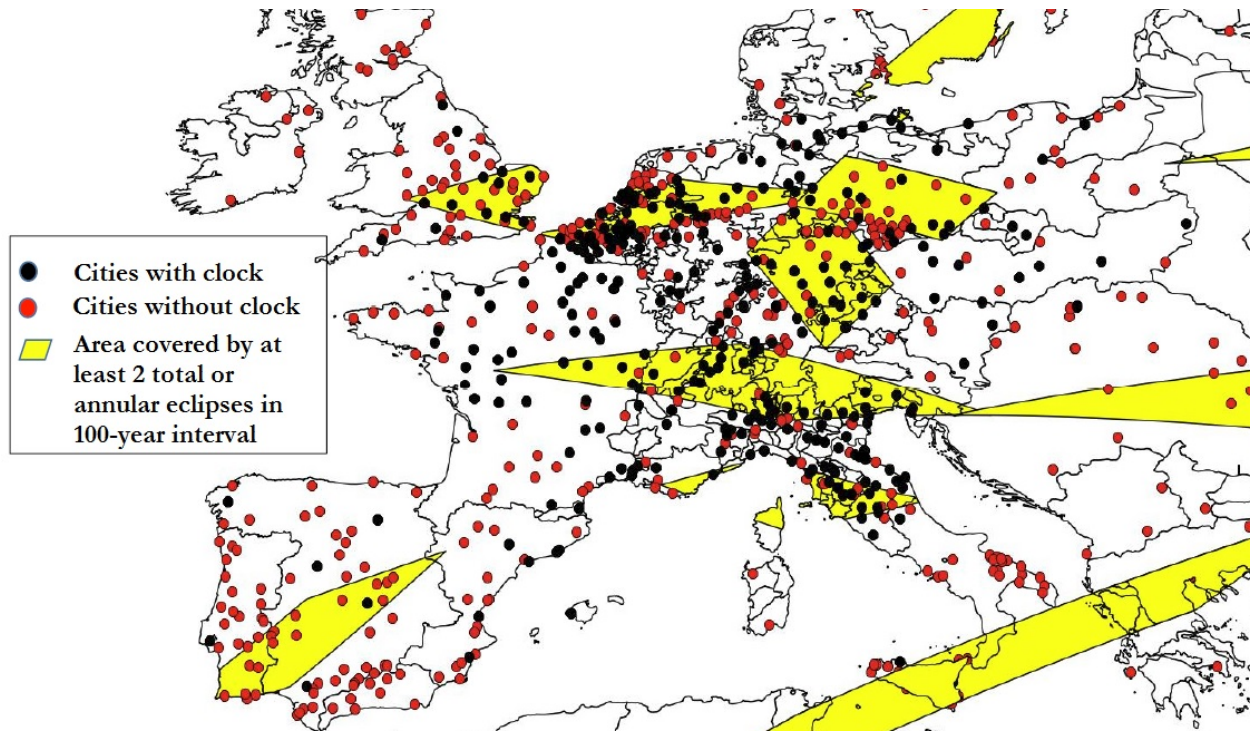 Cities with clock
Cities without clock
Area covered by at
least 2 total or
annular eclipses in
100-year interval